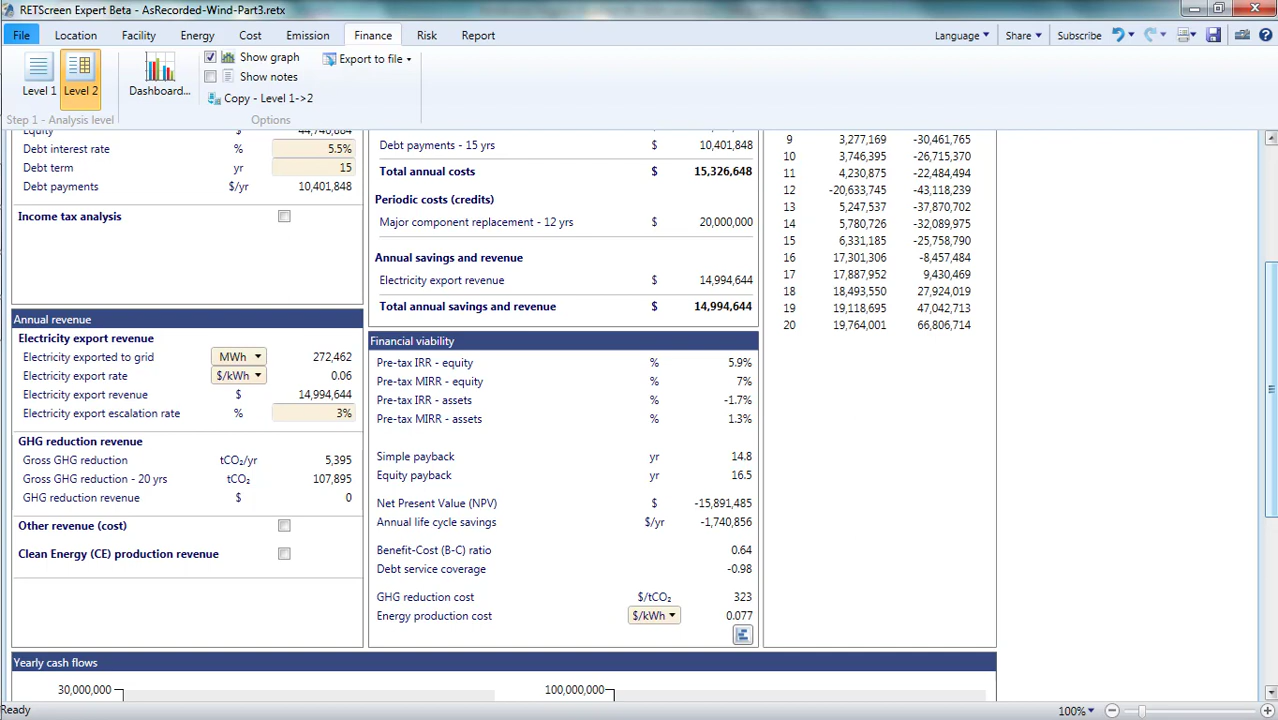 RETScreen Expert Beta - AsRecorded-Wind-Part3.retx
File Location Facility Energy Cost Emission Finance Risk Report Language Share Subscribe
Level 1 Level 2 Dashboard... Show graph Export to file
Show notes
Copy - Level 1->2
Step 1 - Analysis level Options
Equity $ 44,740,884
Debt interest rate % 5.5%
Debt term yr 15
Debt payments $/yr 10,401,848
Income tax analysis
Annual revenue
Electricity export revenue
Electricity exported to grid MWh 272,462
Electricity export rate $/kWh 0.06
Electricity export revenue $ 14,994,644
Electricity export escalation rate % 3%
GHG reduction revenue
Gross GHG reduction tCO₂/yr 5,395
Gross GHG reduction - 20 yrs tCO₂ 107,895
GHG reduction revenue $ 0
Other revenue (cost)
Clean Energy (CE) production revenue
Debt payments - 15 yrs $ 10,401,848
Total annual costs $ 15,326,648
Periodic costs (credits)
Major component replacement - 12 yrs $ 20,000,000
Annual savings and revenue
Electricity export revenue $ 14,994,644
Total annual savings and revenue $ 14,994,644
Financial viability
Pre-tax IRR - equity % 5.9%
Pre-tax MIRR - equity % 7%
Pre-tax IRR - assets % -1.7%
Pre-tax MIRR - assets % 1.3%
Simple payback yr 14.8
Equity payback yr 16.5
Net Present Value (NPV) $ -15,891,485
Annual life cycle savings $/yr -1,740,856
Benefit-Cost (B-C) ratio 0.64
Debt service coverage -0.98
GHG reduction cost $/tCO₂ 323
Energy production cost $/kWh 0.077
9 3,277,169 -30,461,765
10 3,746,395 -26,715,370
11 4,230,875 -22,484,494
12 -20,633,745 -43,118,239
13 5,247,537 -37,870,702
14 5,780,726 -32,089,975
15 6,331,185 -25,758,790
16 17,301,306 -8,457,484
17 17,887,952 9,430,469
18 18,493,550 27,924,019
19 19,118,695 47,042,713
20 19,764,001 66,806,714
Yearly cash flows
30,000,000 100,000,000
Ready 100%